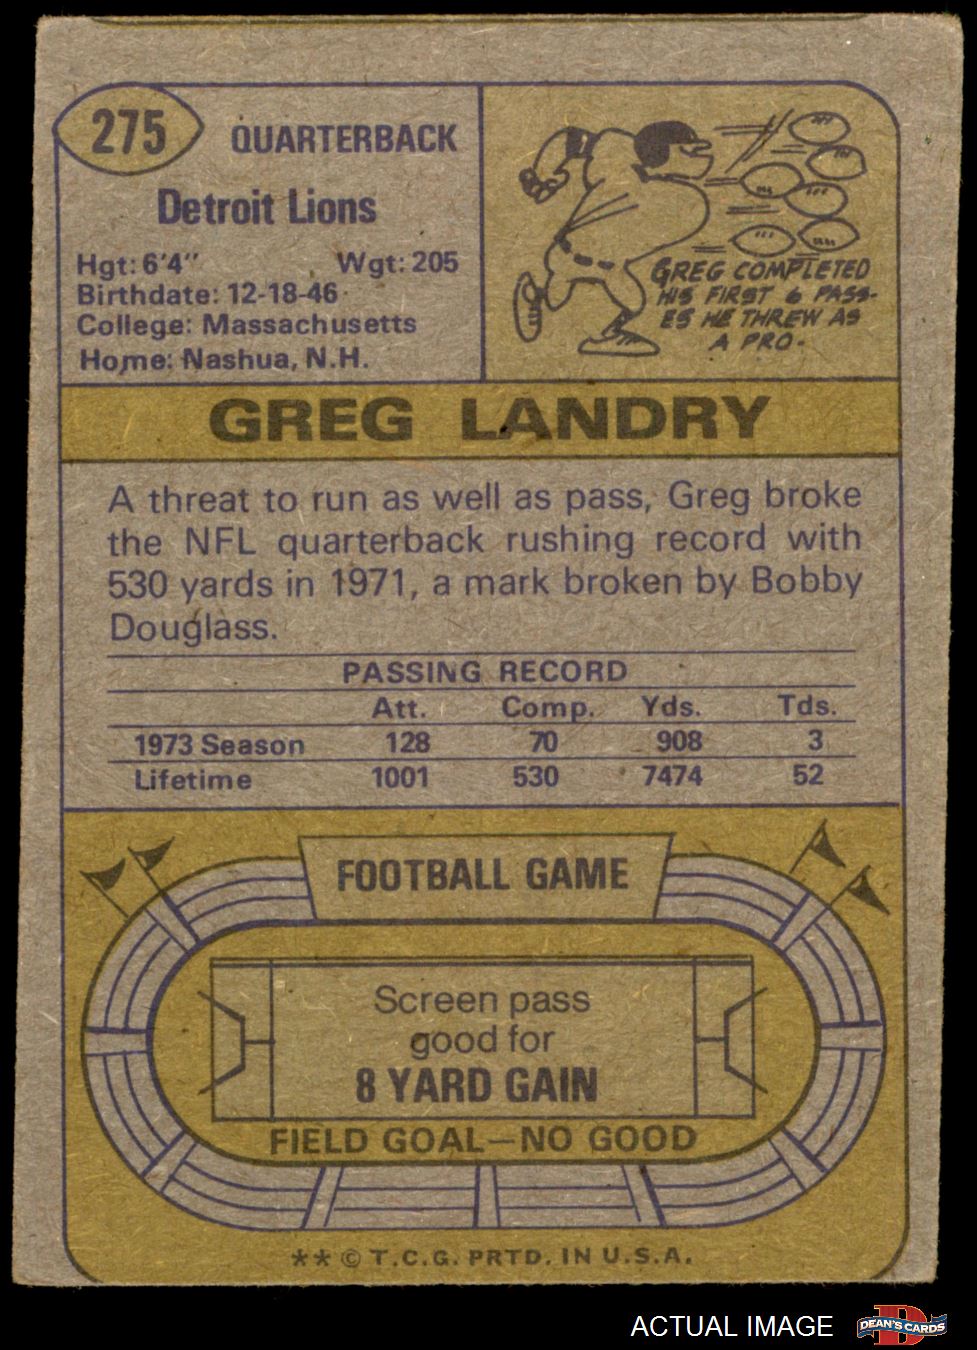 275
QUARTERBACK
Detroit Lions
Hgt: 6'4" Wgt: 205
Birthdate: 12-18-46
College: Massachusetts
Home: Nashua, N.H.
GREG COMPLETED
HIS FIRST 6 PASS-
ES HE THREW AS
A PRO.
GREG LANDRY
A threat to run as well as pass, Greg broke
the NFL quarterback rushing record with
530 yards in 1971, a mark broken by Bobby
Douglass.
PASSING RECORD
Att. Comp. Yds. Tds.
1973 Season 128 70 908 3
Lifetime 1001 530 7474 52
FOOTBALL GAME
Screen pass
good for
8 YARD GAIN
FIELD GOAL—NO GOOD
** © T.C.G. PRTD. IN U.S.A.
ACTUAL IMAGE
D
DEAN'S CARDS